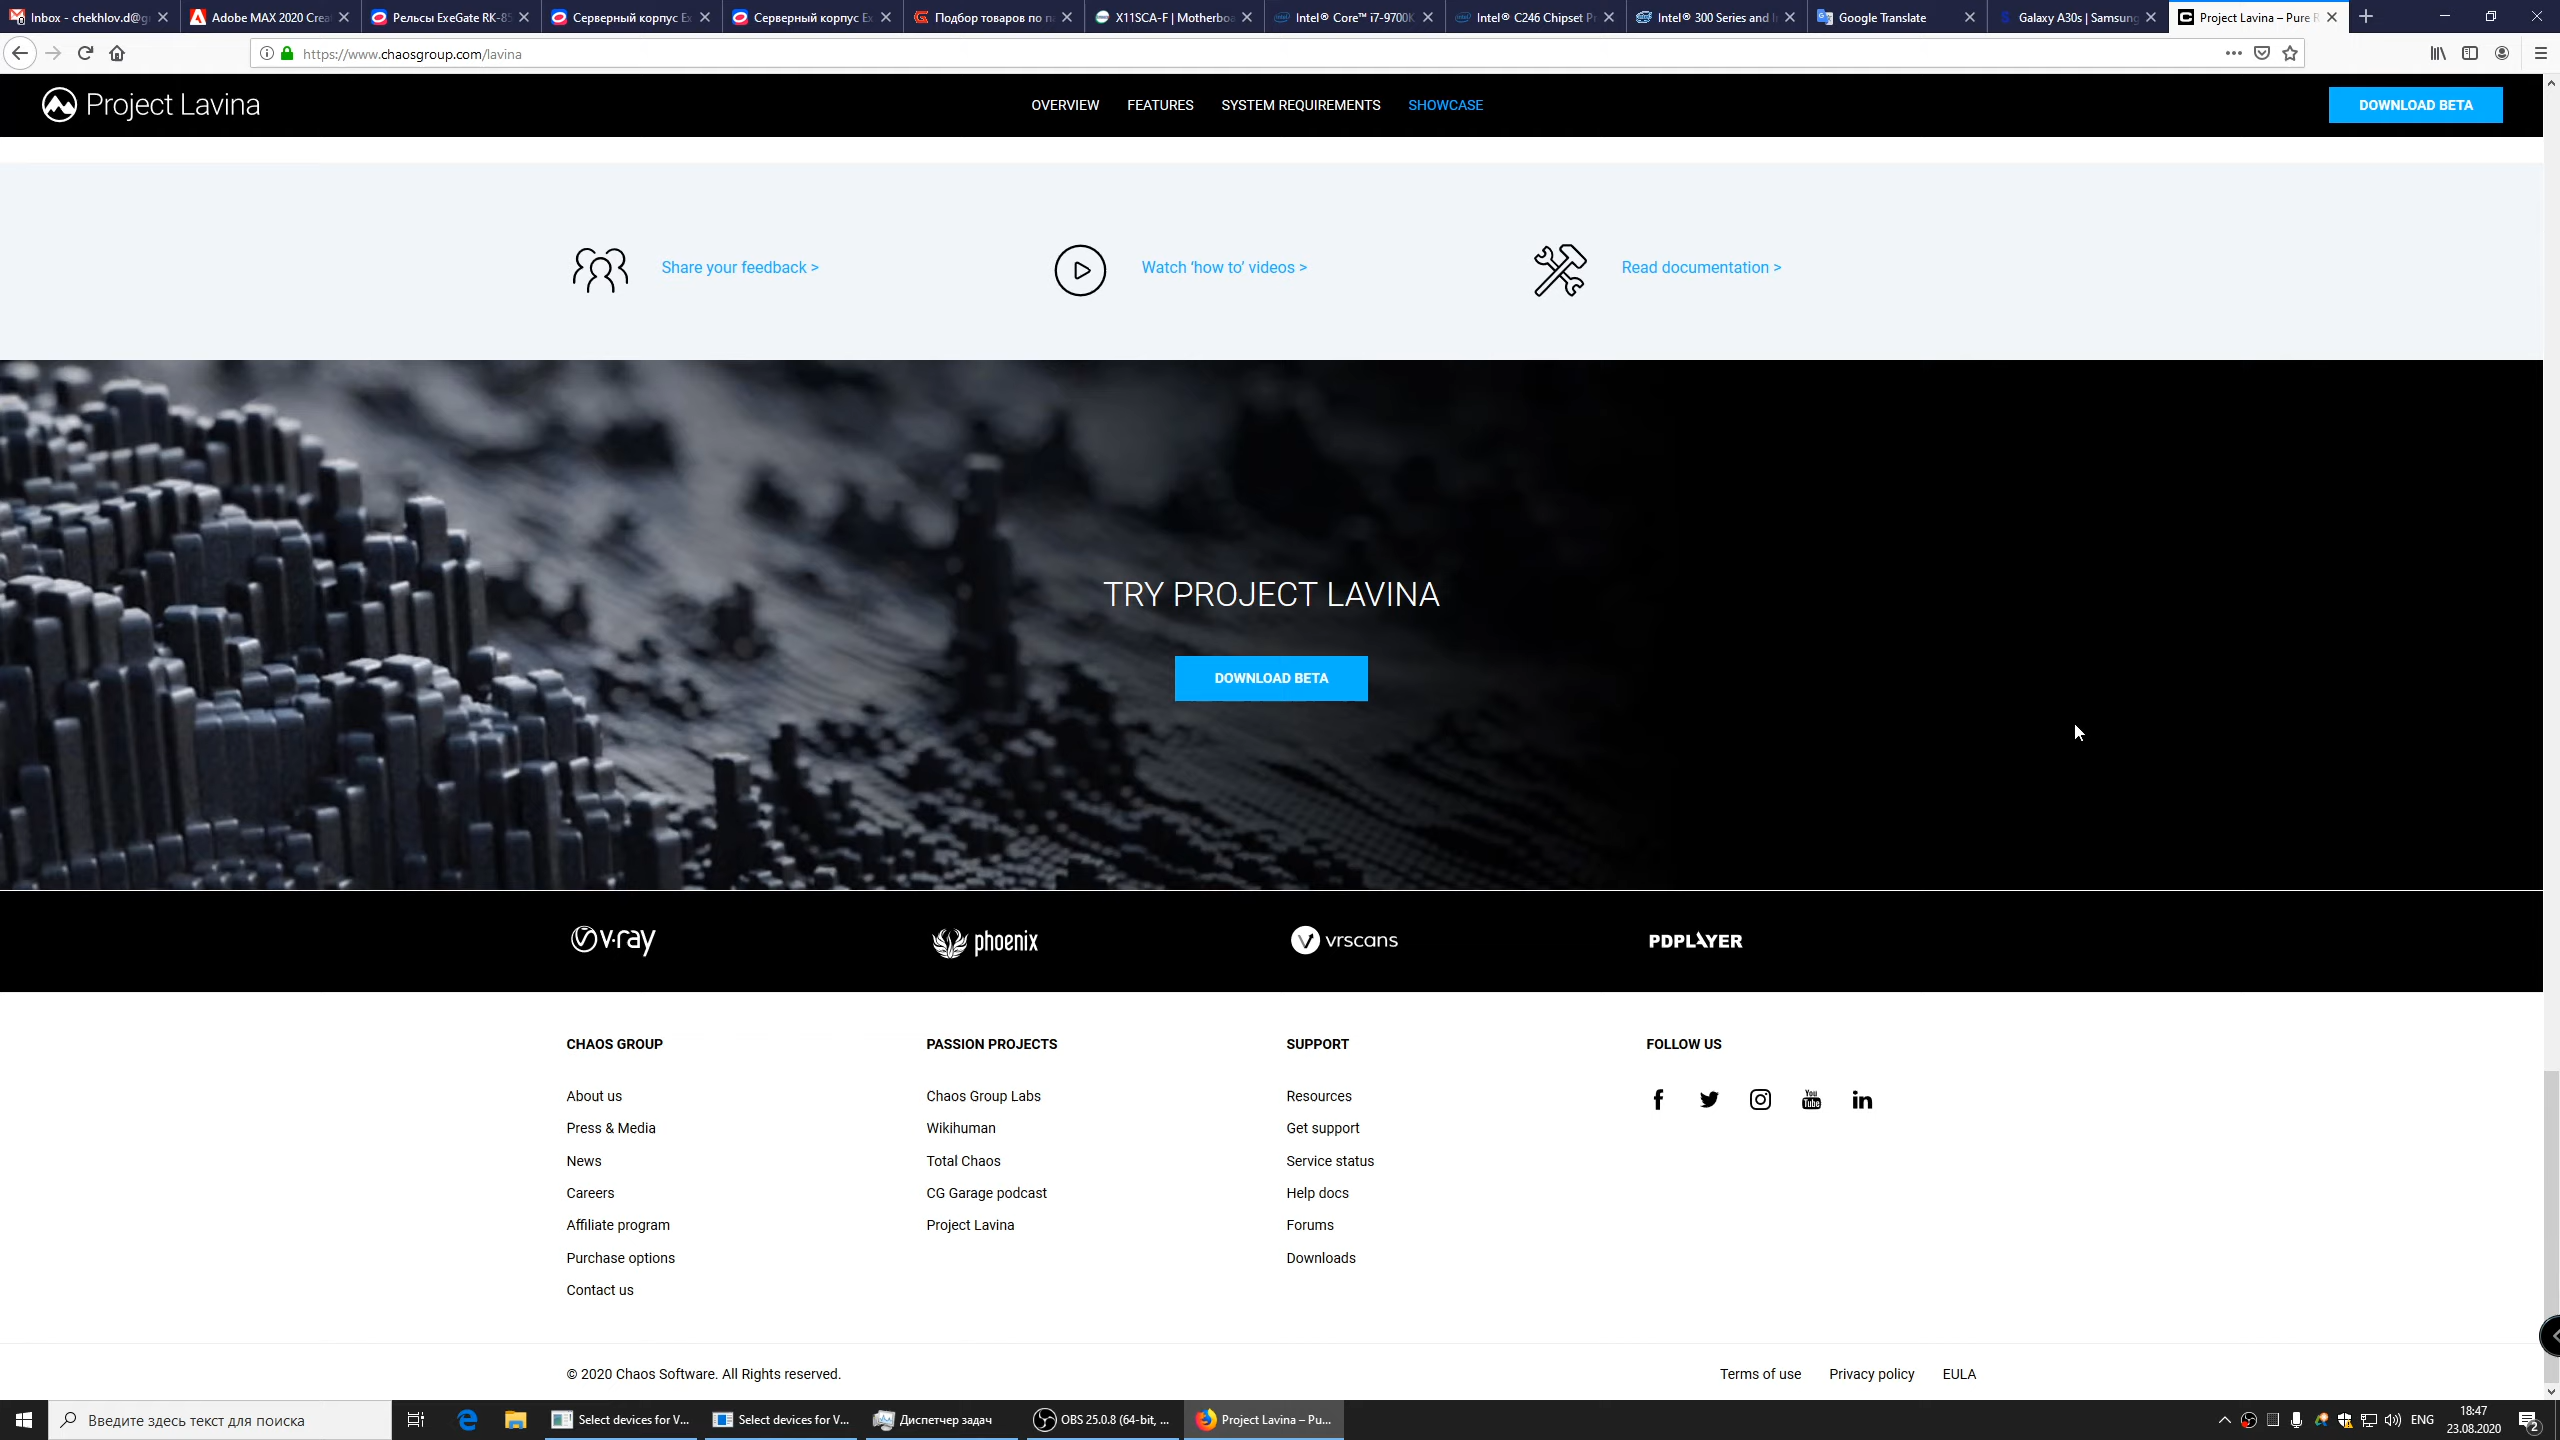 Inbox - chekhlov.d@g
Adobe MAX 2020 Crea
Рельсы ExeGate RK-85
Серверный корпус Ex
Серверный корпус Ex
Подбор товаров по п
X11SCA-F | Motherboa
Intel® Core™ i7-9700K
Intel® C246 Chipset P
Intel® 300 Series and I
Google Translate
Galaxy A30s | Samsung
Project Lavina – Pure R
https://www.chaosgroup.com/lavina
Project Lavina
OVERVIEW
FEATURES
SYSTEM REQUIREMENTS
SHOWCASE
DOWNLOAD BETA
Share your feedback >
Watch ‘how to’ videos >
Read documentation >
TRY PROJECT LAVINA
DOWNLOAD BETA
v·ray
phoenix
vrscans
PDPLAYER
CHAOS GROUP
About us
Press & Media
News
Careers
Affiliate program
Purchase options
Contact us
PASSION PROJECTS
Chaos Group Labs
Wikihuman
Total Chaos
CG Garage podcast
Project Lavina
SUPPORT
Resources
Get support
Service status
Help docs
Forums
Downloads
FOLLOW US
You Tube
© 2020 Chaos Software. All Rights reserved.
Terms of use
Privacy policy
EULA
Введите здесь текст для поиска
Select devices for V...
Select devices for V...
Диспетчер задач
OBS 25.0.8 (64-bit, ...
Project Lavina – Pu...
ENG
18:47
23.08.2020
2